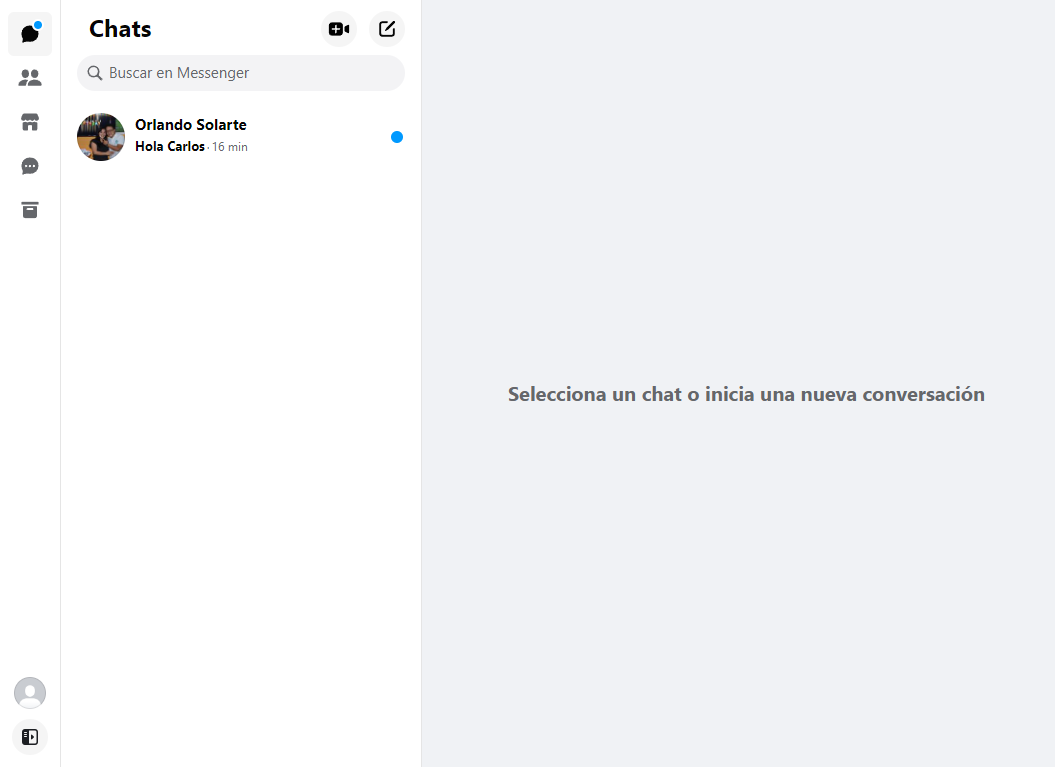 Chats
Buscar en Messenger
Orlando Solarte
Hola Carlos · 16 min
Selecciona un chat o inicia una nueva conversación